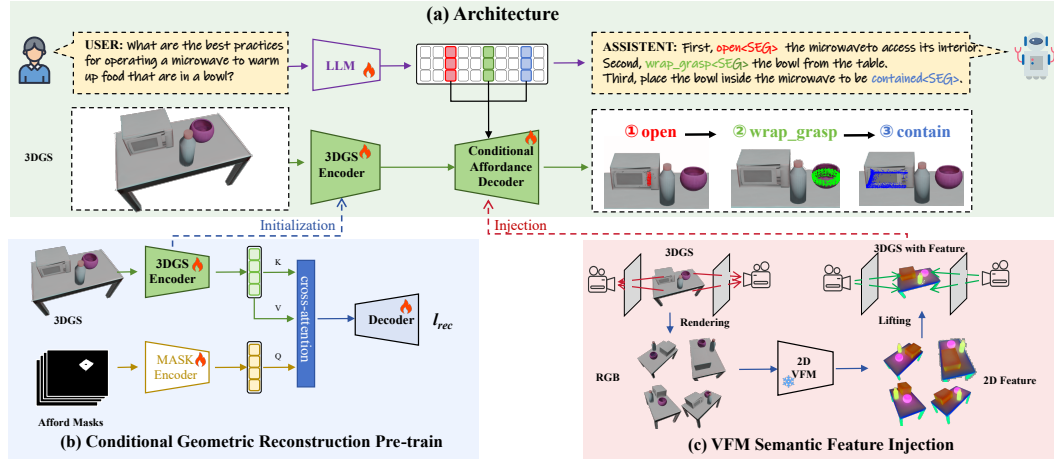 (a) Architecture
USER: What are the best practices
for operating a microwave to warm
up food that are in a bowl?
LLM
ASSISTENT: First, open<SEG> the microwaveto access its interior.
Second, wrap_grasp<SEG> the bowl from the table.
Third, place the bowl inside the microwave to be contained<SEG>.
3DGS
3DGS
Encoder
Conditional
Affordance
Decoder
① open
② wrap_grasp
③ contain
Initialization
Injection
3DGS
Encoder
K
V
Q
cross-attention
Decoder
lrec
3DGS
MASK
Encoder
Afford Masks
(b) Conditional Geometric Reconstruction Pre-train
3DGS
3DGS with Feature
Rendering
Lifting
RGB
2D
VFM
2D Feature
(c) VFM Semantic Feature Injection